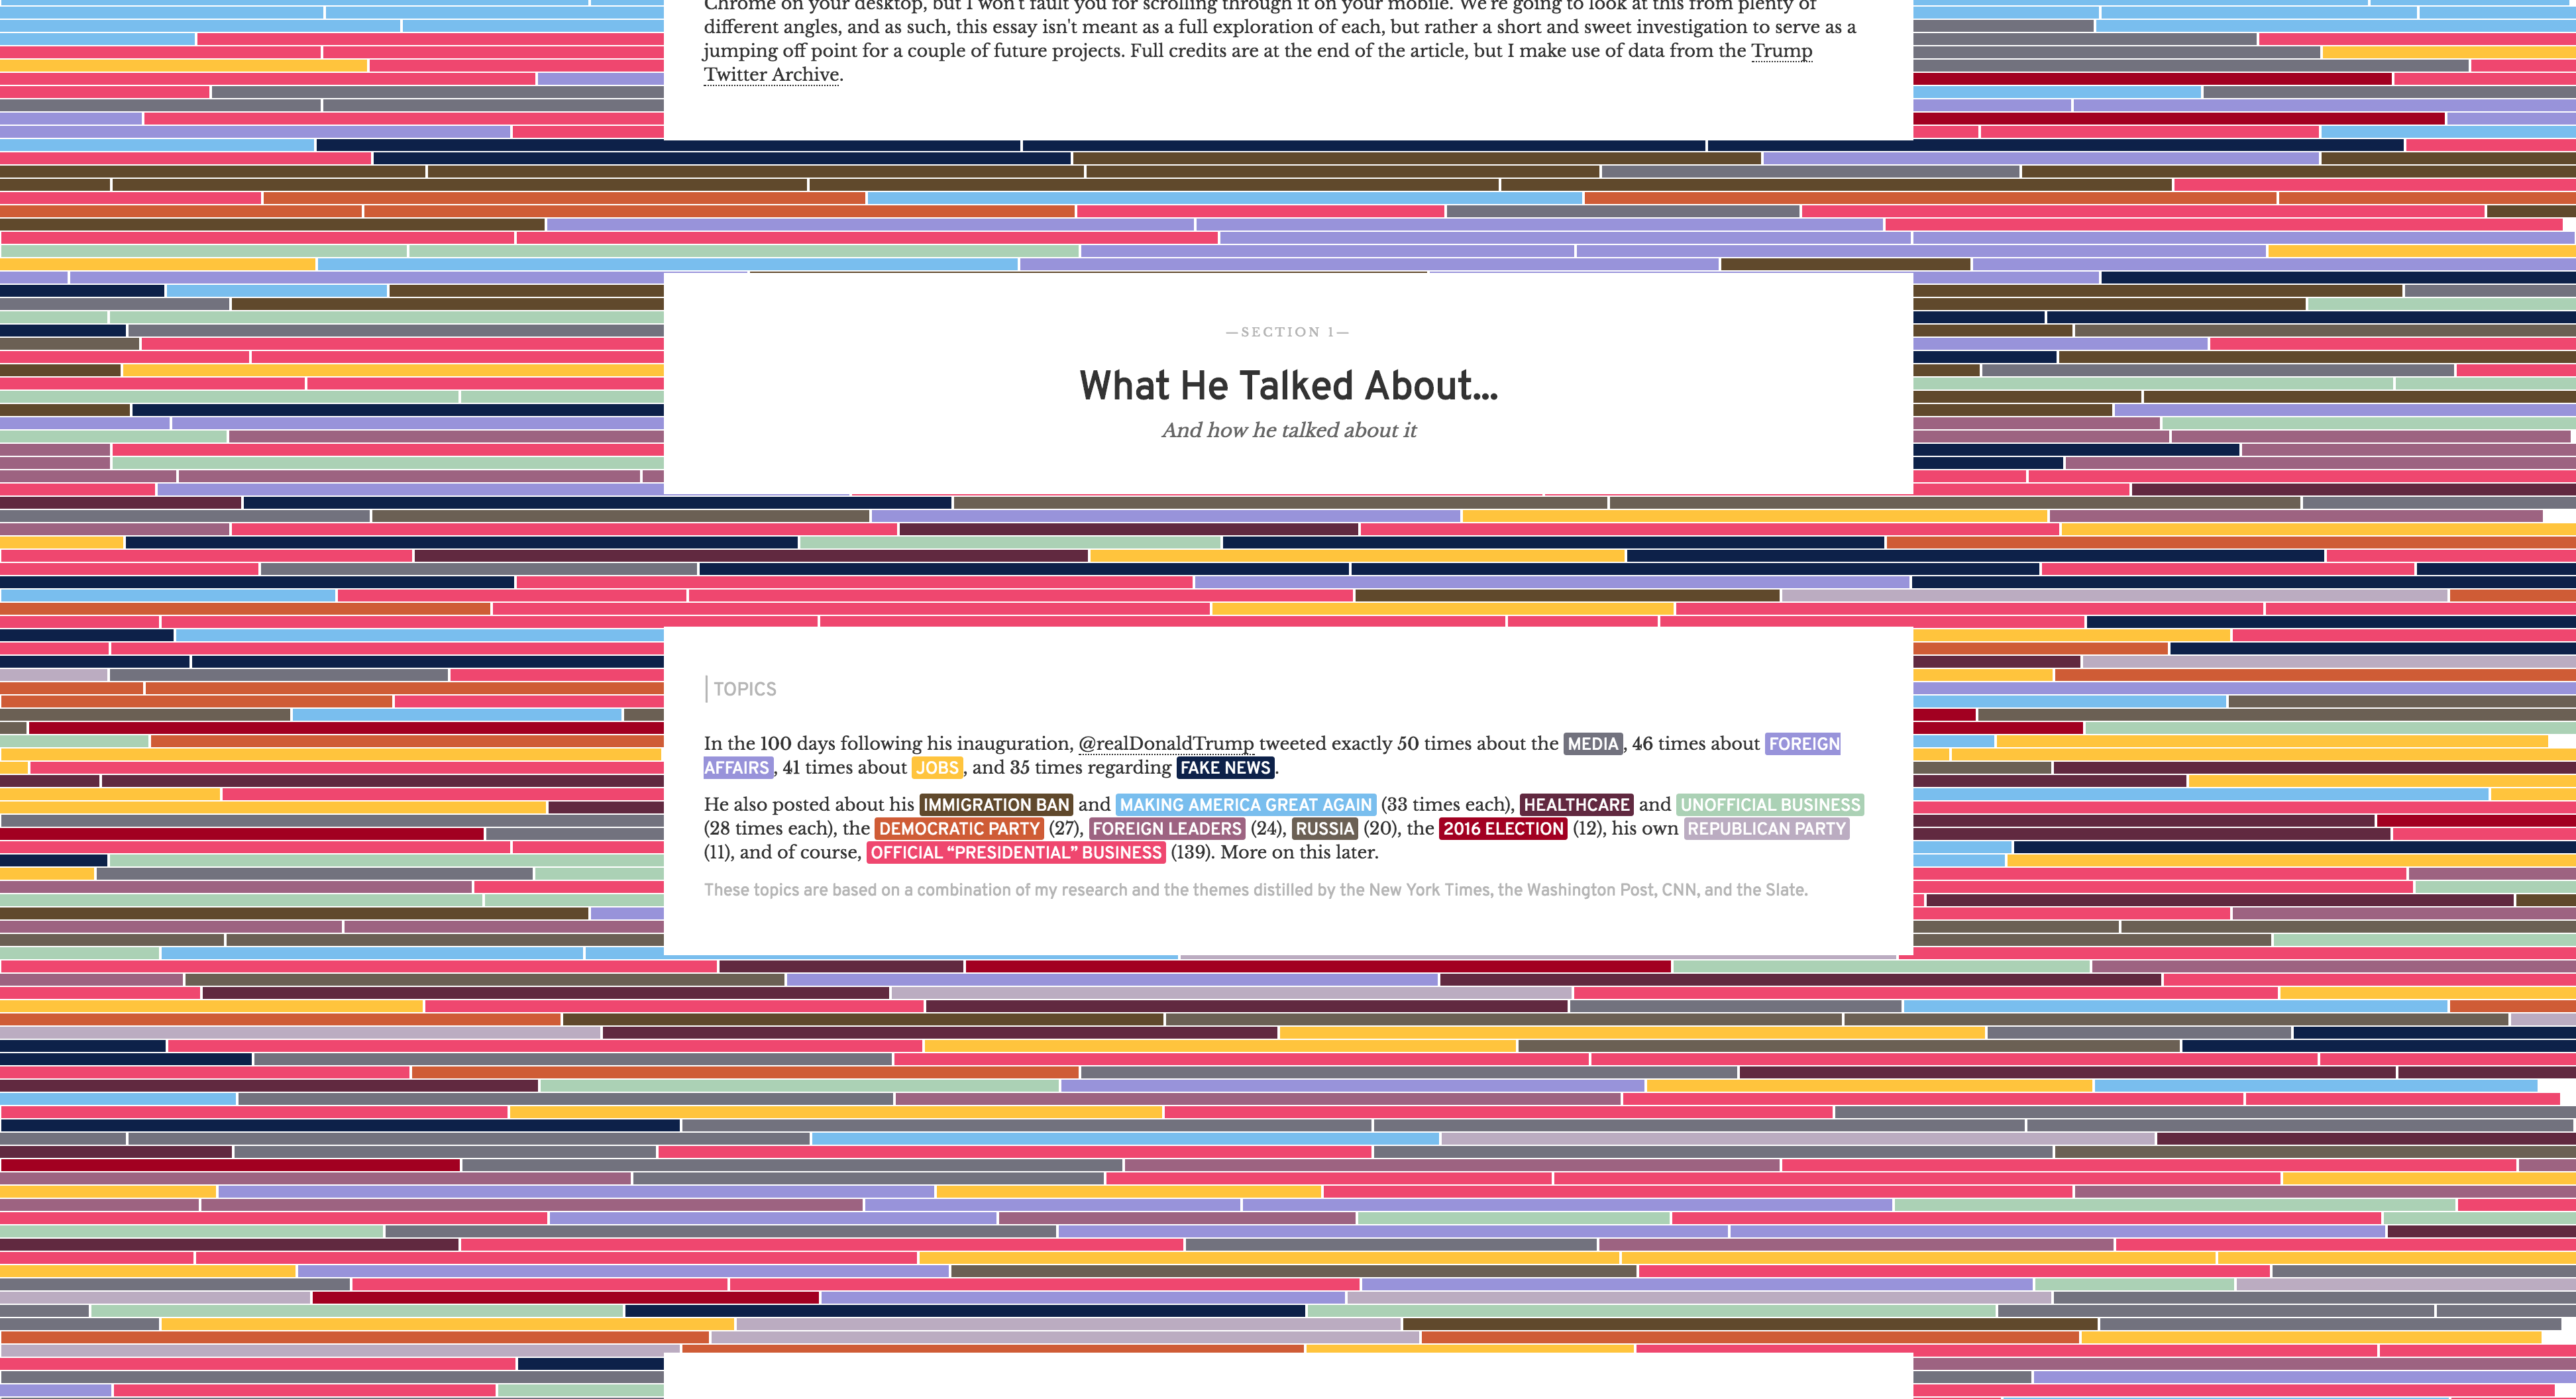 Chrome on your desktop, but I won't fault you for scrolling through it on your mobile. We're going to look at this from plenty of
different angles, and as such, this essay isn't meant as a full exploration of each, but rather a short and sweet investigation to serve as a
jumping off point for a couple of future projects. Full credits are at the end of the article, but I make use of data from the Trump
Twitter Archive.
—SECTION 1—
What He Talked About...
And how he talked about it
TOPICS
In the 100 days following his inauguration, @realDonaldTrump tweeted exactly 50 times about the MEDIA, 46 times about FOREIGN
AFFAIRS, 41 times about JOBS, and 35 times regarding FAKE NEWS.
He also posted about his IMMIGRATION BAN and MAKING AMERICA GREAT AGAIN (33 times each), HEALTHCARE and UNOFFICIAL BUSINESS
(28 times each), the DEMOCRATIC PARTY (27), FOREIGN LEADERS (24), RUSSIA (20), the 2016 ELECTION (12), his own REPUBLICAN PARTY
(11), and of course, OFFICIAL “PRESIDENTIAL” BUSINESS (139). More on this later.
These topics are based on a combination of my research and the themes distilled by the New York Times, the Washington Post, CNN, and the Slate.